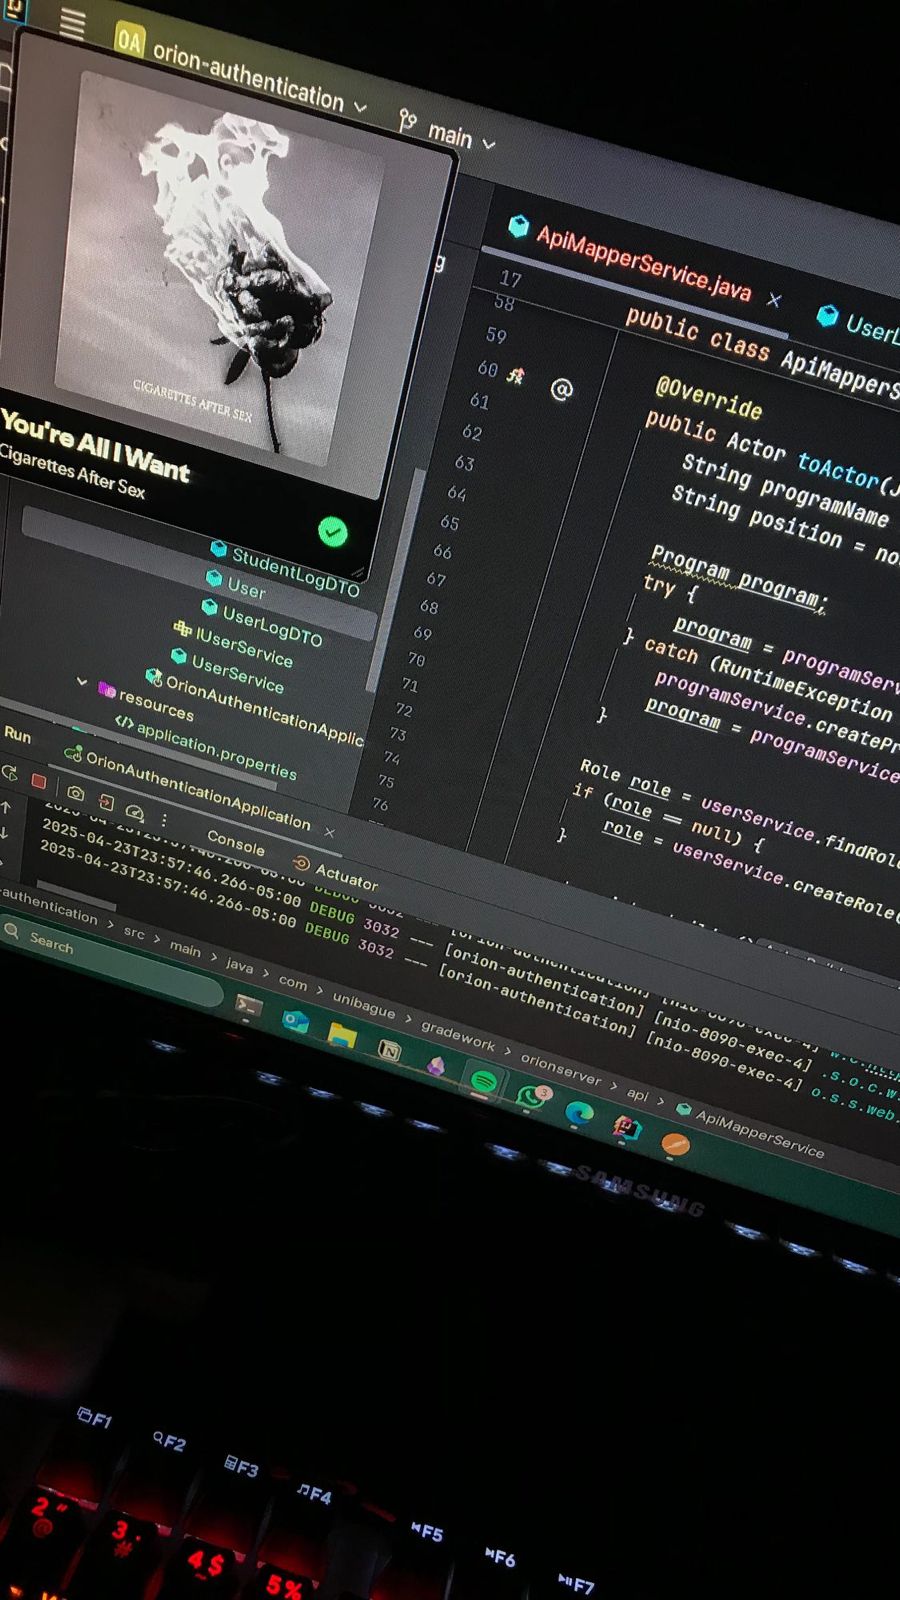 OA orion-authentication
main
CIGARETTES AFTER SEX
You're All I Want
Cigarettes After Sex
ApiMapperService.java
17
public class ApiMapperS
58
59
60
61
62
63
64
65
66
67
68
69
70
71
72
73
74
75
76
@Override
public Actor toActor(J
String programName
String position = no
Program program;
try {
program = programServ
} catch (RuntimeException
programService.createPr
program = programService
}
Role role = userService.findRol
if (role == null) {
role = userService.createRole(
}
StudentLogDTO
User
UserLogDTO
IUserService
UserService
OrionAuthenticationApplic
resources
application.properties
Run
OrionAuthenticationApplication
Console
Actuator
2025-04-23T23:57:46.266-05:00 DEBUG 3032 --- [orion-authentication] [nio-8090-exec-4]
2025-04-23T23:57:46.266-05:00 DEBUG 3032 --- [orion-authentication] [nio-8090-exec-4] o.s.s.web.
-authentication > src > main > java > com > unibague > gradework > orionserver > api > ApiMapperService
Search
3
SAMSUNG
F1
F2
F3
F4
F5
F6
F7
2 "
@
3 ·
#
4 $
5 %